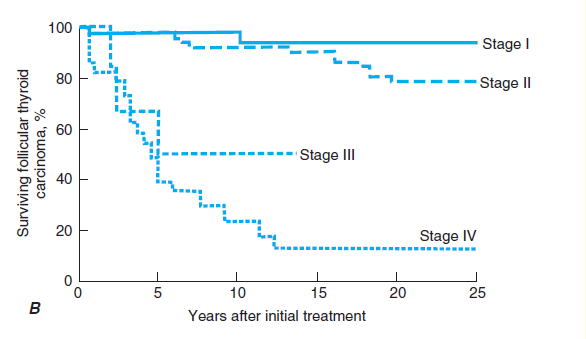 Surviving follicular thyroid
carcinoma, %
100
80
60
40
20
0
Stage I
Stage II
Stage III
Stage IV
0 5 10 15 20 25
Years after initial treatment
B